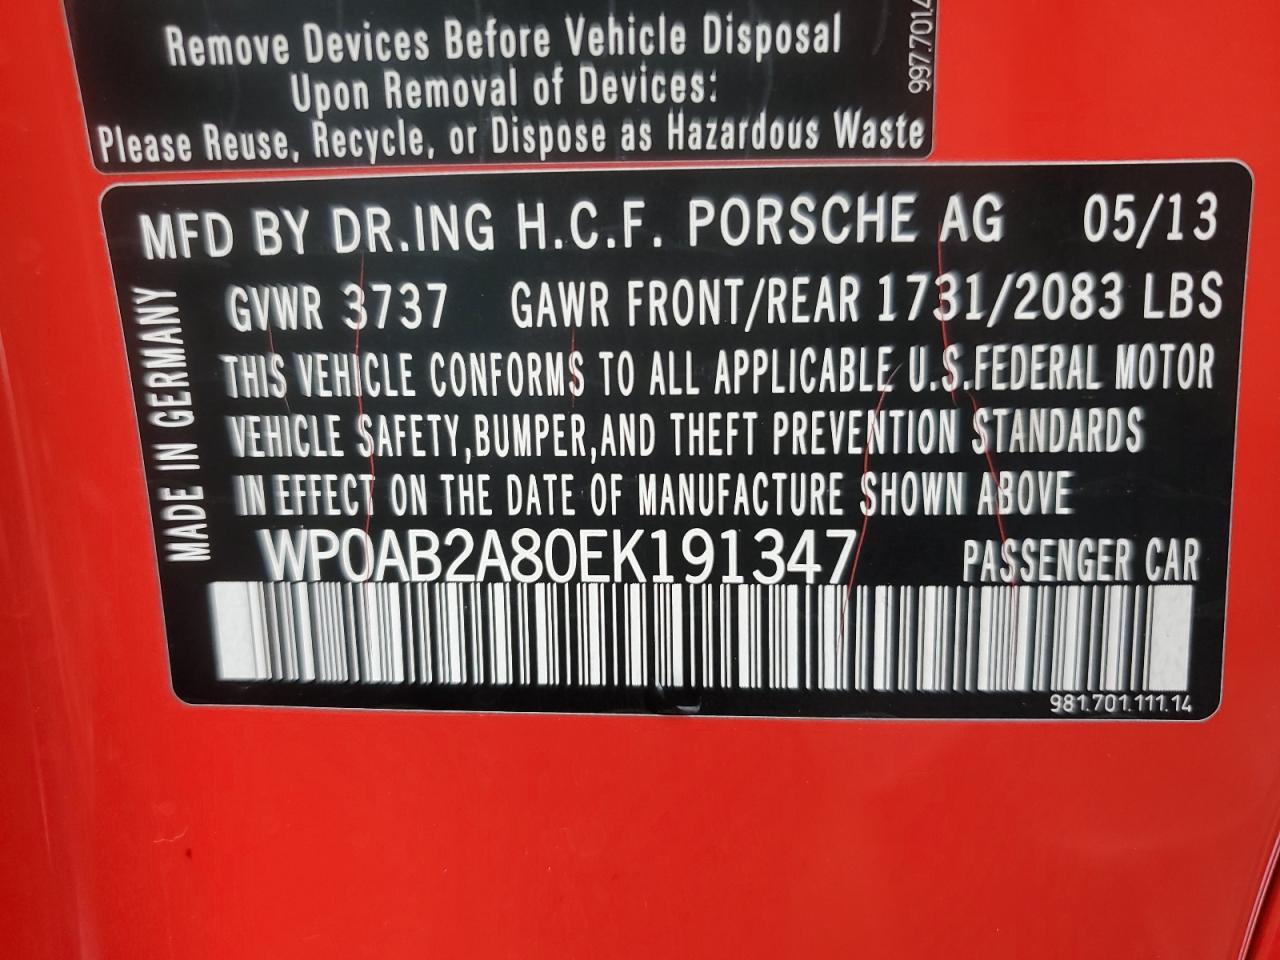 Remove Devices Before Vehicle Disposal
Upon Removal of Devices:
Please Reuse, Recycle, or Dispose as Hazardous Waste
997.701.4
MFD BY DR.ING H.C.F. PORSCHE AG 05/13
GVWR 3737 GAWR FRONT/REAR 1731/2083 LBS
THIS VEHICLE CONFORMS TO ALL APPLICABLE U.S.FEDERAL MOTOR
VEHICLE SAFETY,BUMPER,AND THEFT PREVENTION STANDARDS
IN EFFECT ON THE DATE OF MANUFACTURE SHOWN ABOVE
WP0AB2A80EK191347 PASSENGER CAR
MADE IN GERMANY
981.701.111.14